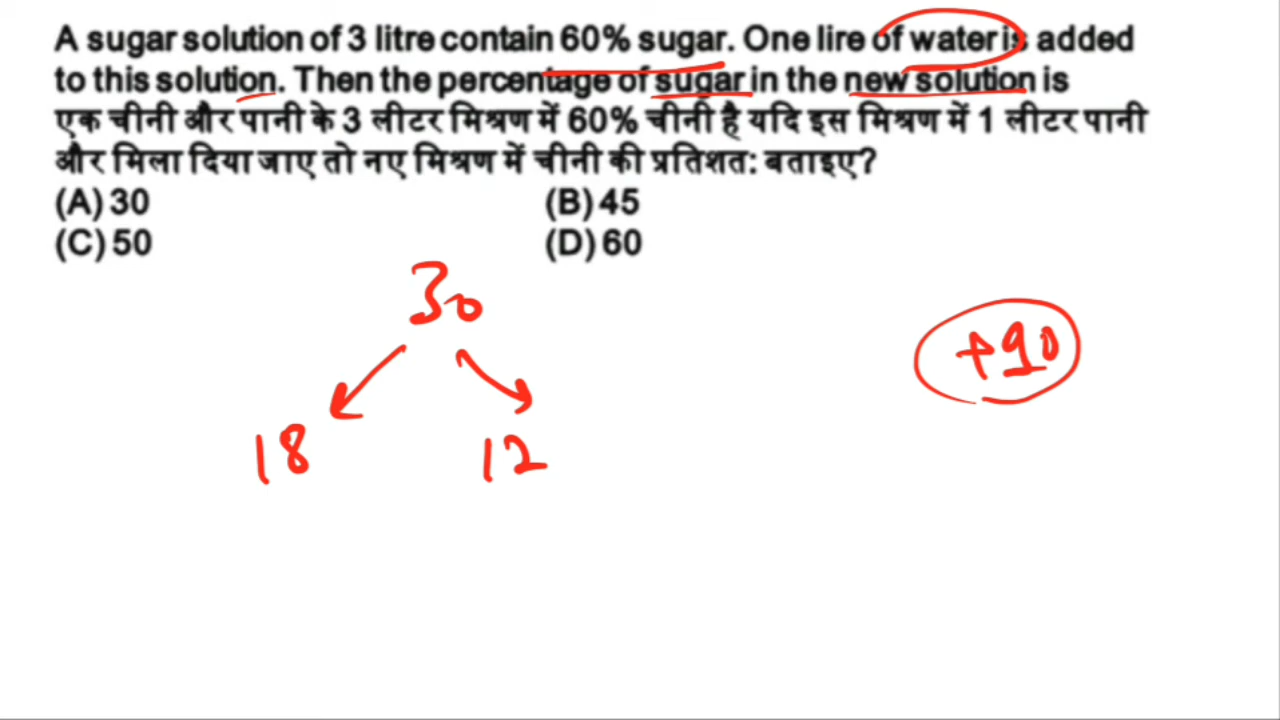 A sugar solution of 3 litre contain 60% sugar. One lire of water is added
to this solution. Then the percentage of sugar in the new solution is
एक चीनी और पानी के 3 लीटर मिश्रण में 60% चीनी है यदि इस मिश्रण में 1 लीटर पानी
और मिला दिया जाए तो नए मिश्रण में चीनी की प्रतिशत: बताइए?
(A) 30 (B) 45
(C) 50 (D) 60
30
+90
18 12